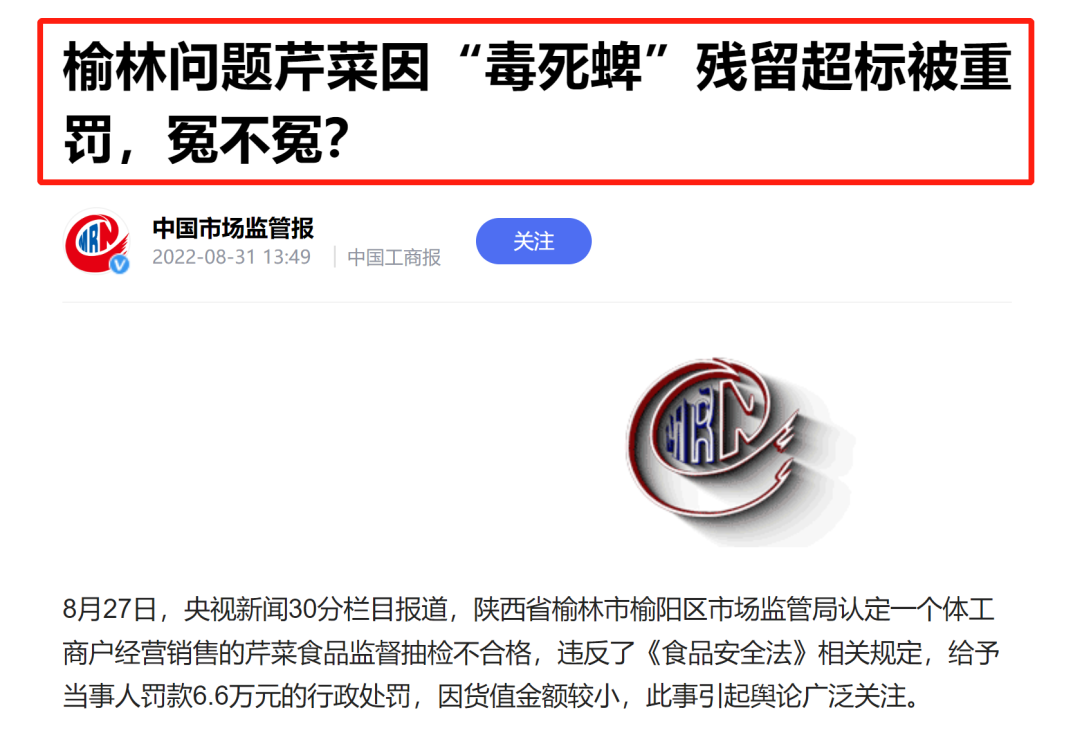 榆林问题芹菜因“毒死蜱”残留超标被重
罚，冤不冤？
中国市场监管报
2022-08-31 13:49 中国工商报
关注
8月27日，央视新闻30分栏目报道，陕西省榆林市榆阳区市场监管局认定一个体工
商户经营销售的芹菜食品监督抽检不合格，违反了《食品安全法》相关规定，给予
当事人罚款6.6万元的行政处罚，因货值金额较小，此事引起舆论广泛关注。